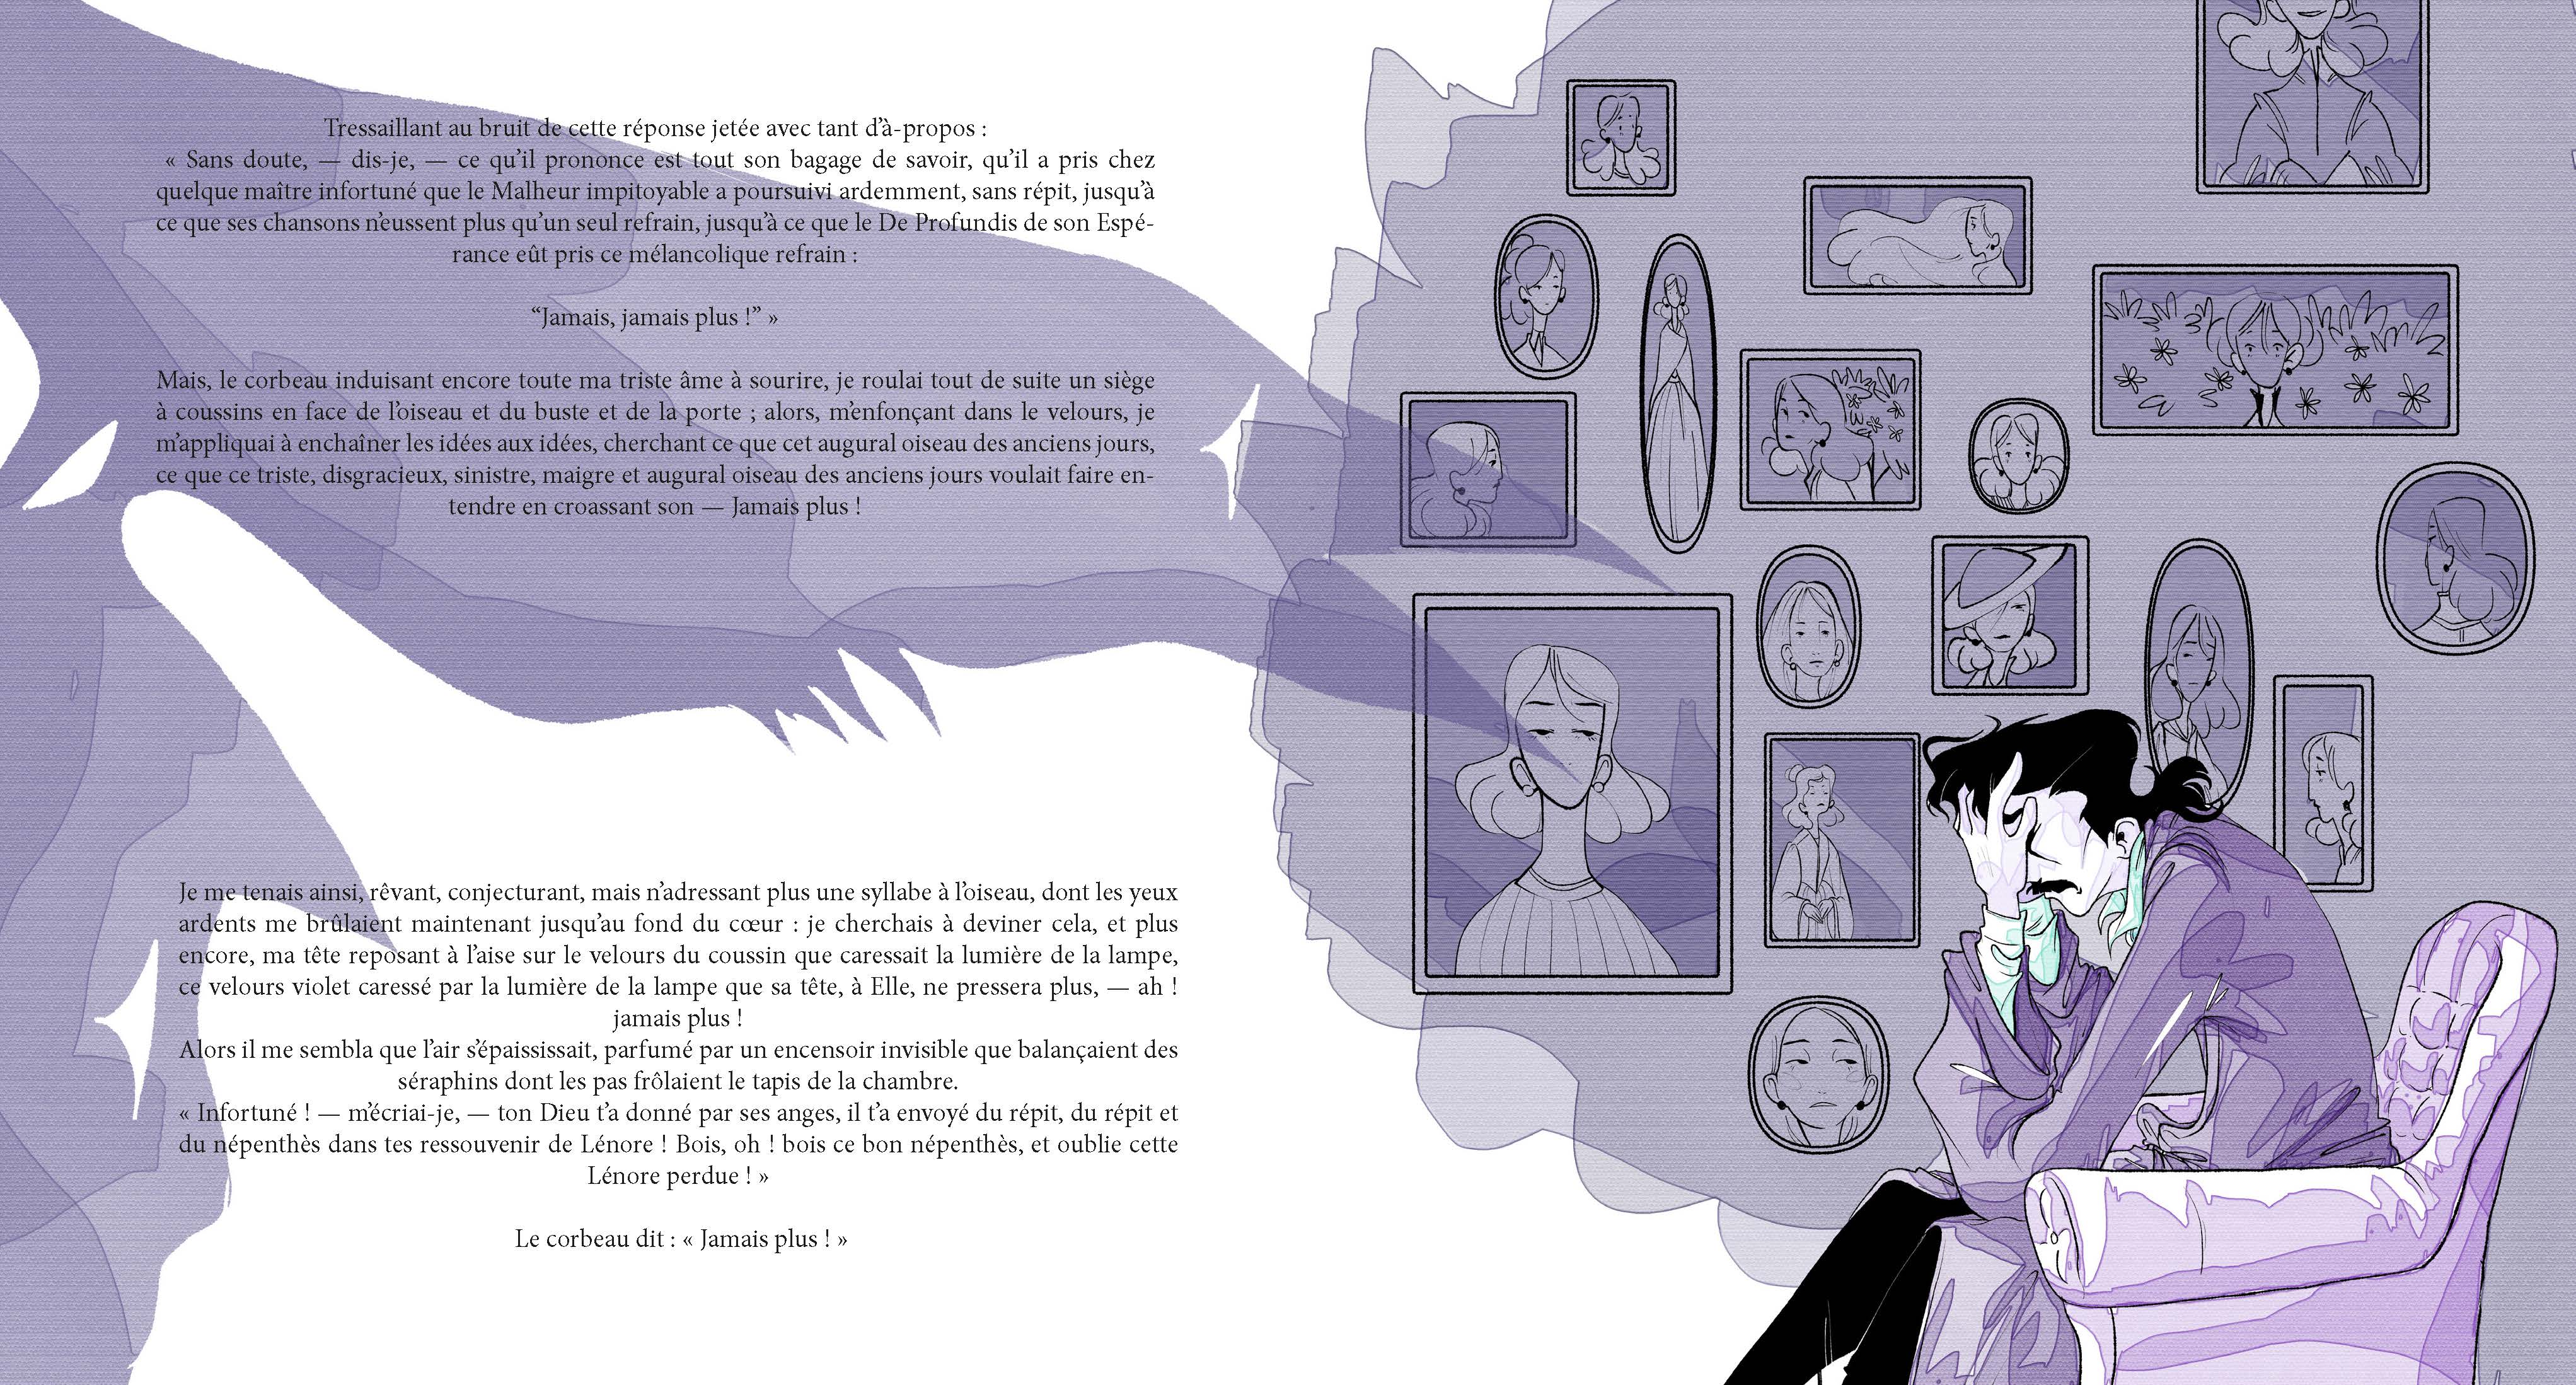 Tressaillant au bruit de cette réponse jetée avec tant d'à-propos :
« Sans doute, — dis-je, — ce qu'il prononce est tout son bagage de savoir, qu'il a pris chez
quelque maître infortuné que le Malheur impitoyable a poursuivi ardemment, sans répit, jusqu'à
ce que ses chansons n'eussent plus qu'un seul refrain, jusqu'à ce que le De Profundis de son Espé-
rance eût pris ce mélancolique refrain :
“Jamais, jamais plus !” »
Mais, le corbeau induisant encore toute ma triste âme à sourire, je roulai tout de suite un siège
à coussins en face de l'oiseau et du buste et de la porte ; alors, m'enfonçant dans le velours, je
m'appliquai à enchaîner les idées aux idées, cherchant ce que cet augural oiseau des anciens jours,
ce que ce triste, disgracieux, sinistre, maigre et augural oiseau des anciens jours voulait faire en-
tendre en croassant son — Jamais plus !
Je me tenais ainsi, rêvant, conjecturant, mais n'adressant plus une syllabe à l'oiseau, dont les yeux
ardents me brûlaient maintenant jusqu'au fond du cœur : je cherchais à deviner cela, et plus
encore, ma tête reposant à l'aise sur le velours du coussin que caressait la lumière de la lampe,
ce velours violet caressé par la lumière de la lampe que sa tête, à Elle, ne pressera plus, — ah !
jamais plus !
Alors il me sembla que l'air s'épaississait, parfumé par un encensoir invisible que balançaient des
séraphins dont les pas frôlaient le tapis de la chambre.
« Infortuné ! — m'écriai-je, — ton Dieu t'a donné par ses anges, il t'a envoyé du répit, du répit et
du népenthès dans tes ressouvenir de Lénore ! Bois, oh ! bois ce bon népenthès, et oublie cette
Lénore perdue ! »
Le corbeau dit : « Jamais plus ! »